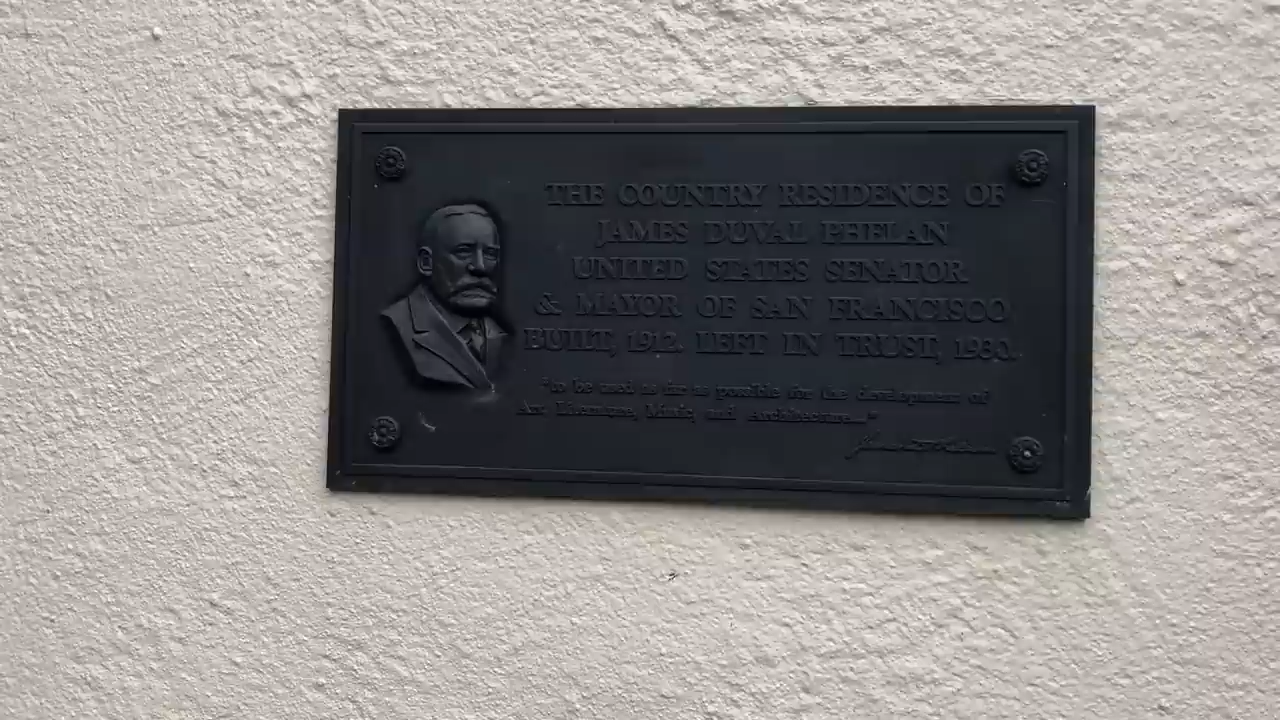 THE COUNTRY RESIDENCE OF
JAMES DUVAL PHELAN
UNITED STATES SENATOR
& MAYOR OF SAN FRANCISCO
BUILT, 1912. LEFT IN TRUST, 1930.
"to be used as far as possible for the development of
Art, Literature, Music, and Architecture..."